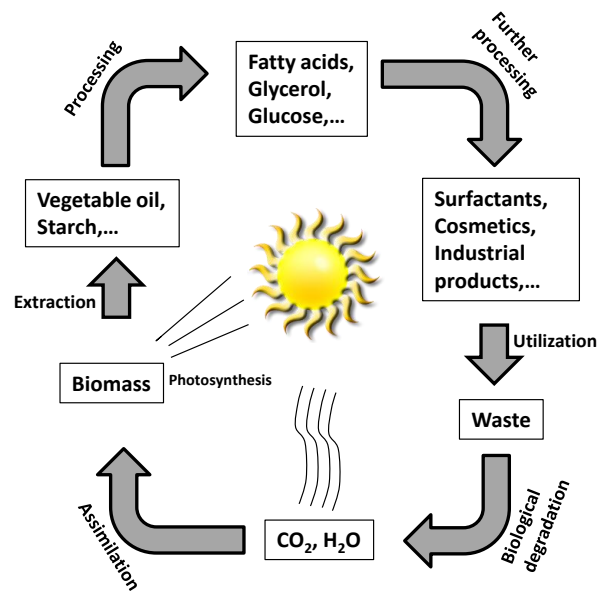 Processing
Fatty acids,
Glycerol,
Glucose,...
Further
processing
Vegetable oil,
Starch,...
Surfactants,
Cosmetics,
Industrial
products,...
Extraction
Utilization
Biomass
Photosynthesis
Waste
Assimilation
CO₂, H₂O
Biological
degradation